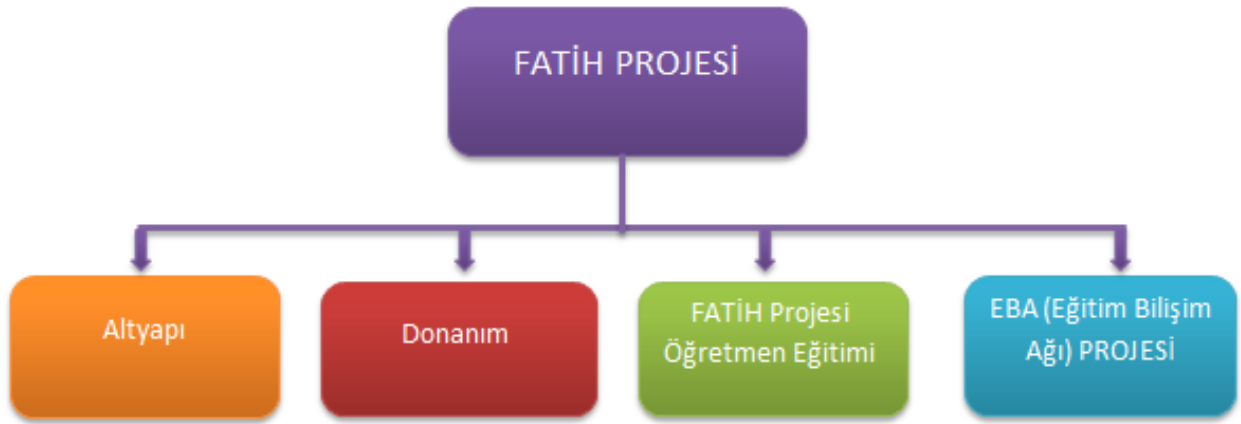 FATİH PROJESİ
Altyapı
Donanım
FATİH Projesi
Öğretmen Eğitimi
EBA (Eğitim Bilişim
Ağı) PROJESİ